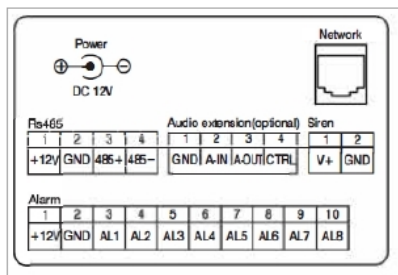 Power
Network
DC 12V
Rs485
Audio extension(optional)
Siren
1 2 3 4
1 2 3 4
1 2
+12V GND 485+ 485-
GND A-IN A-OUT CTRL
V+ GND
Alarm
1 2 3 4 5 6 7 8 9 10
+12V GND AL1 AL2 AL3 AL4 AL5 AL6 AL7 AL8